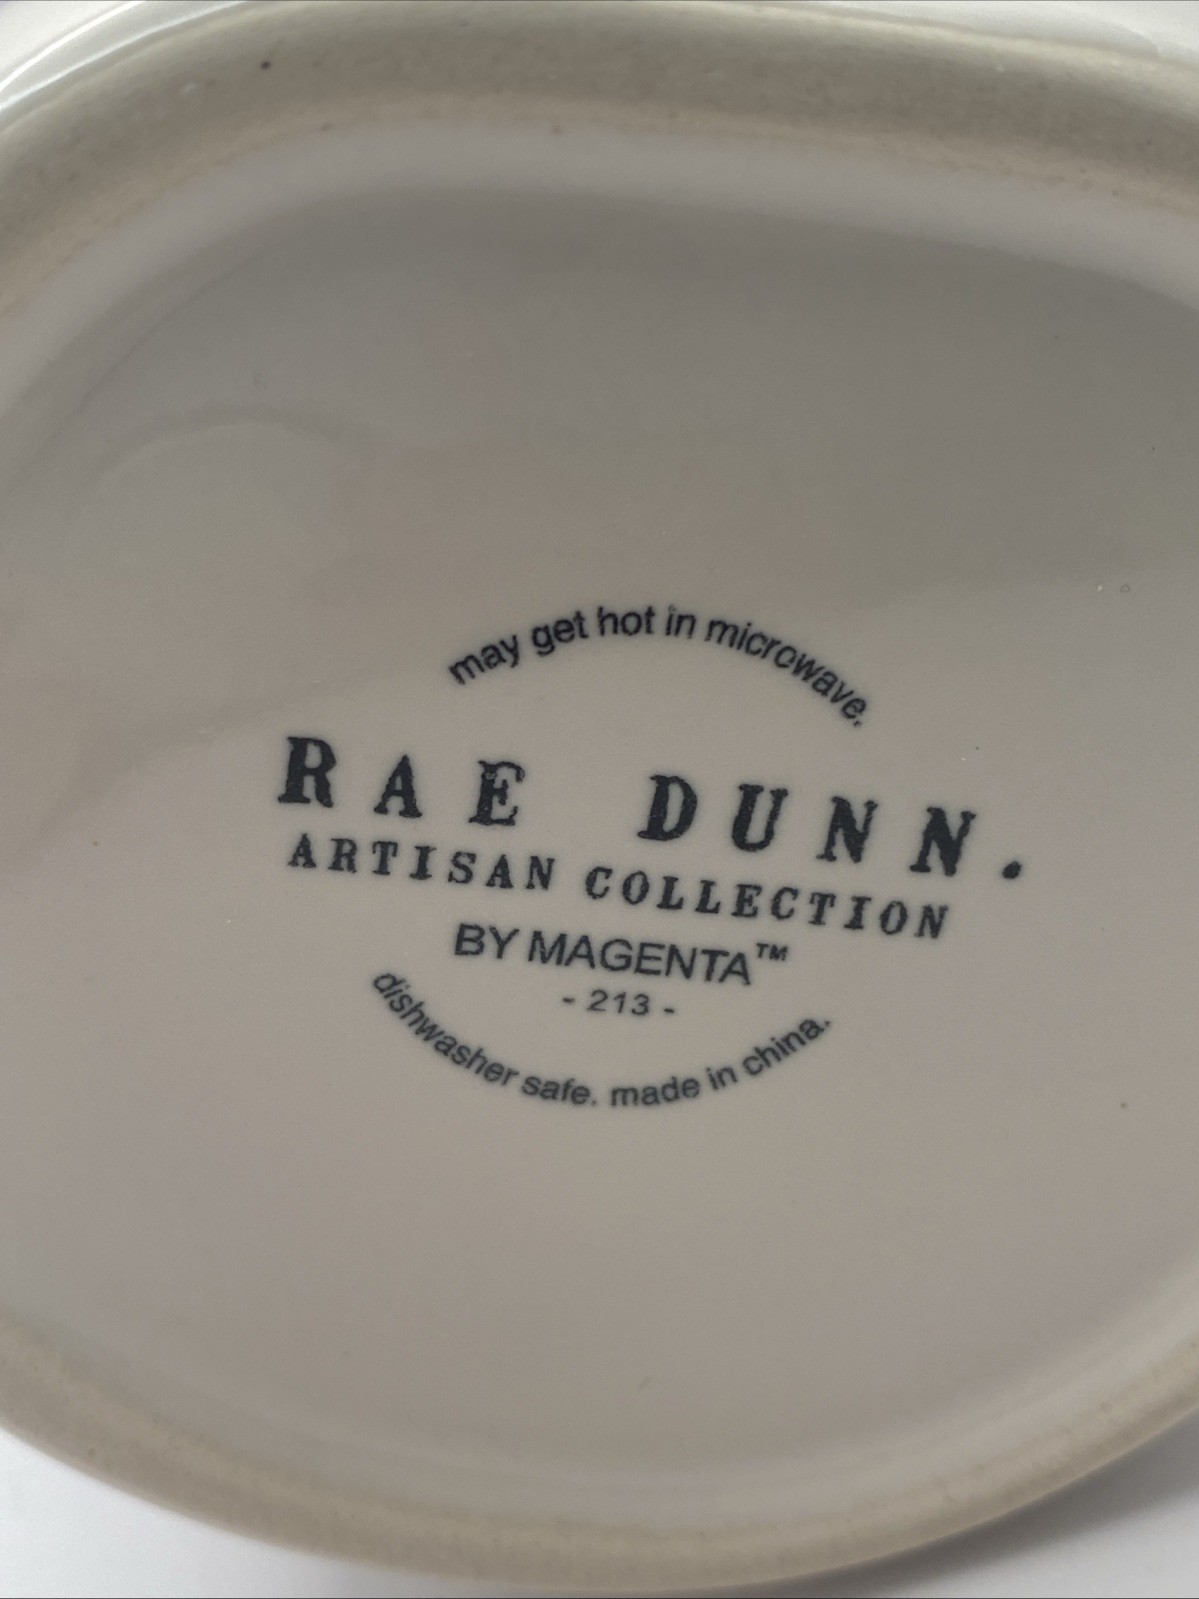 may get hot in microwave.
RAE DUNN.
ARTISAN COLLECTION
BY MAGENTA™
- 213 -
dishwasher safe. made in china.